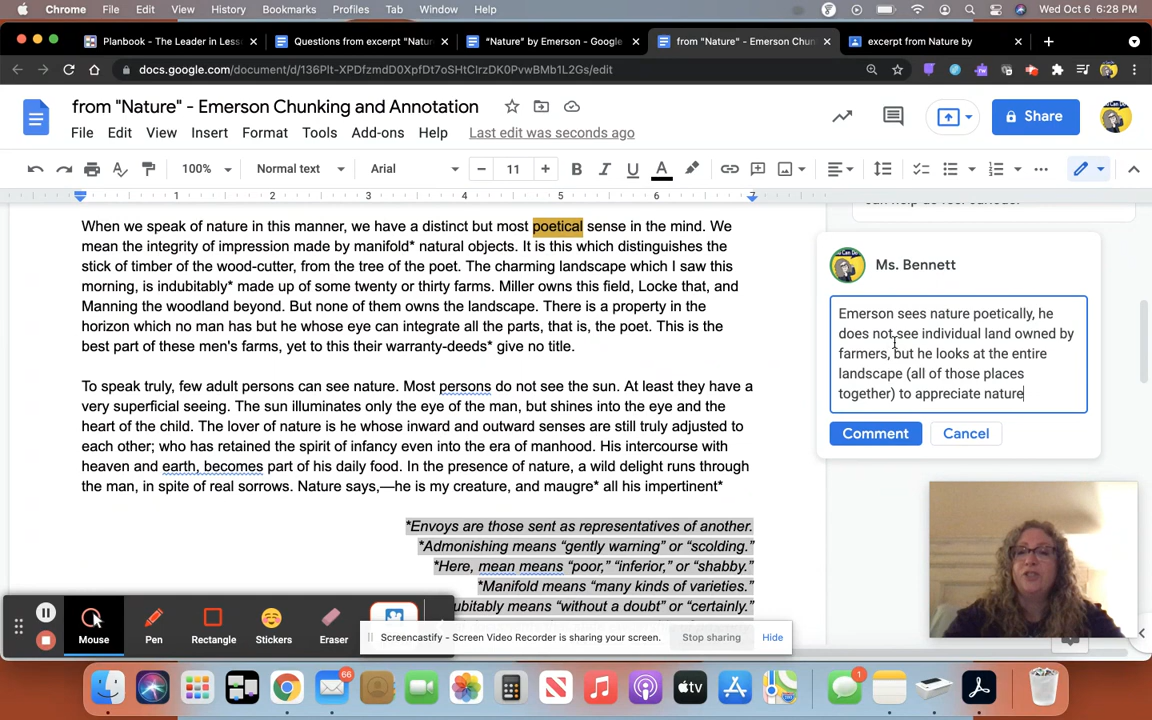 Chrome File Edit View History Bookmarks Profiles Tab Window Help Wed Oct 6 6:28 PM
Planbook - The Leader in Less
Questions from excerpt "Natur
"Nature" by Emerson - Google
from "Nature" - Emerson Chun
excerpt from Nature by
docs.google.com/document/d/136PIt-XPDfzmdD0XpfDt7oSHtClrzDK0PvwBMb1L2Gs/edit
from "Nature" - Emerson Chunking and Annotation
Share
File Edit View Insert Format Tools Add-ons Help Last edit was seconds ago
100% Normal text Arial 11
1 2 3 4 5 6 7
When we speak of nature in this manner, we have a distinct but most poetical sense in the mind. We
mean the integrity of impression made by manifold* natural objects. It is this which distinguishes the
stick of timber of the wood-cutter, from the tree of the poet. The charming landscape which I saw this
morning, is indubitably* made up of some twenty or thirty farms. Miller owns this field, Locke that, and
Manning the woodland beyond. But none of them owns the landscape. There is a property in the
horizon which no man has but he whose eye can integrate all the parts, that is, the poet. This is the
best part of these men's farms, yet to this their warranty-deeds* give no title.
To speak truly, few adult persons can see nature. Most persons do not see the sun. At least they have a
very superficial seeing. The sun illuminates only the eye of the man, but shines into the eye and the
heart of the child. The lover of nature is he whose inward and outward senses are still truly adjusted to
each other; who has retained the spirit of infancy even into the era of manhood. His intercourse with
heaven and earth, becomes part of his daily food. In the presence of nature, a wild delight runs through
the man, in spite of real sorrows. Nature says,—he is my creature, and maugre* all his impertinent*
*Envoys are those sent as representatives of another.
*Admonishing means “gently warning” or “scolding.”
*Here, mean means “poor,” “inferior,” or “shabby.”
*Manifold means “many kinds of varieties.”
ubitably means “without a doubt” or “certainly.”
Ms. Bennett
Emerson sees nature poetically, he
does not see individual land owned by
farmers, but he looks at the entire
landscape (all of those places
together) to appreciate nature
Comment Cancel
Mouse Pen Rectangle Stickers Eraser
Screencastify - Screen Video Recorder is sharing your screen. Stop sharing Hide
66
tv
1